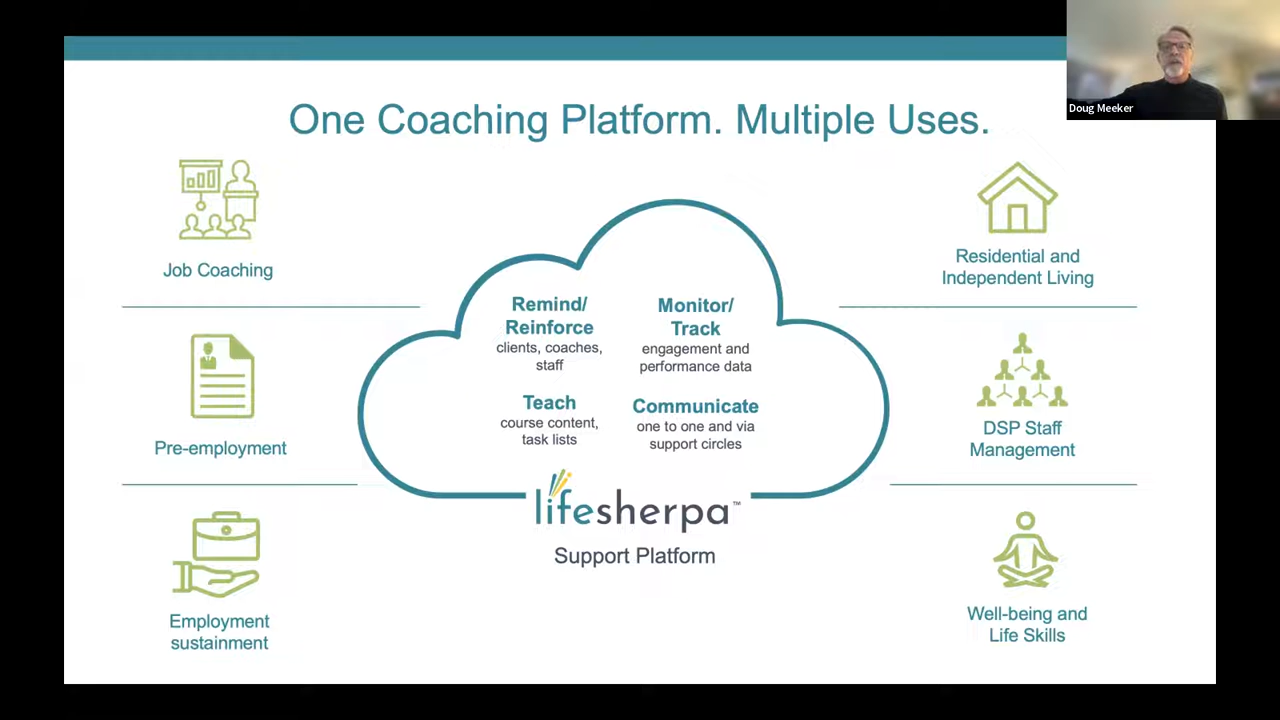 Doug Meeker
One Coaching Platform. Multiple Uses.
Job Coaching
Pre-employment
Employment
sustainment
Remind/
Reinforce
clients, coaches,
staff
Monitor/
Track
engagement and
performance data
Teach
course content,
task lists
Communicate
one to one and via
support circles
lifesherpa™
Support Platform
Residential and
Independent Living
DSP Staff
Management
Well-being and
Life Skills